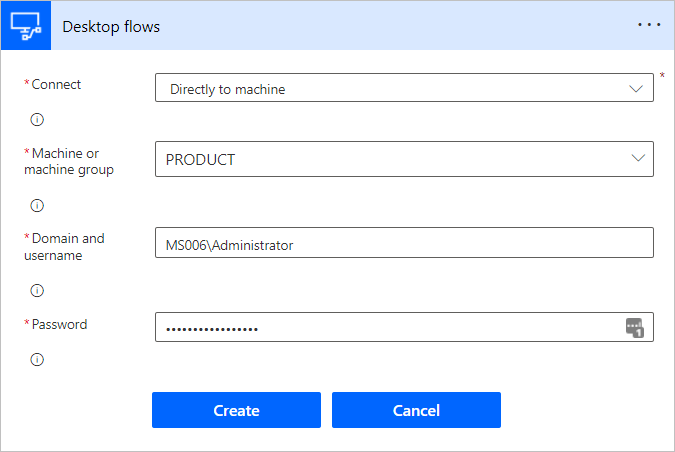 Desktop flows
...
*Connect
Directly to machine
*
*Machine or
machine group
PRODUCT
*Domain and
username
MS006\Administrator
*Password
•••••••••••••••••
1
Create
Cancel